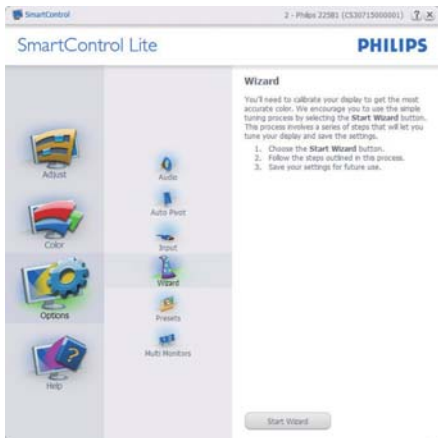 SmartControl
2 - Philips 225B1 (CS30715000001)
SmartControl Lite
PHILIPS
Adjust
Color
Options
Help
Audio
Auto Pivot
Input
Wizard
Presets
Multi Monitors
Wizard
You'll need to calibrate your display to get the most
accurate color. We encourage you to use the simple
tuning process by selecting the Start Wizard button.
This process involves a series of steps that will let you
tune your display and save the settings.
1. Choose the Start Wizard button.
2. Follow the steps outlined in this process.
3. Save your settings for future use.
Start Wizard